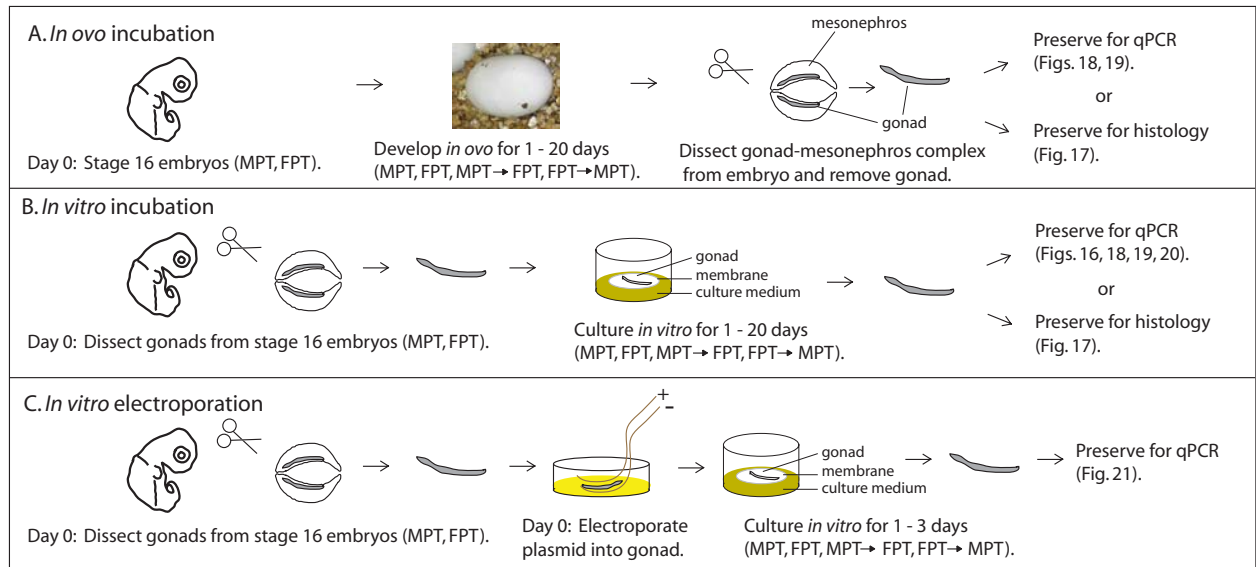 A. In ovo incubation
Day 0: Stage 16 embryos (MPT, FPT).
Develop in ovo for 1 - 20 days
(MPT, FPT, MPT→ FPT, FPT→MPT).
mesonephros
gonad
Dissect gonad-mesonephros complex
from embryo and remove gonad.
Preserve for qPCR
(Figs. 18, 19).
or
Preserve for histology
(Fig. 17).
B. In vitro incubation
Day 0: Dissect gonads from stage 16 embryos (MPT, FPT).
gonad
membrane
culture medium
Culture in vitro for 1 - 20 days
(MPT, FPT, MPT→ FPT, FPT→ MPT).
Preserve for qPCR
(Figs. 16, 18, 19, 20).
or
Preserve for histology
(Fig. 17).
C. In vitro electroporation
Day 0: Dissect gonads from stage 16 embryos (MPT, FPT).
+
-
Day 0: Electroporate
plasmid into gonad.
gonad
membrane
culture medium
Culture in vitro for 1 - 3 days
(MPT, FPT, MPT→ FPT, FPT→ MPT).
Preserve for qPCR
(Fig. 21).